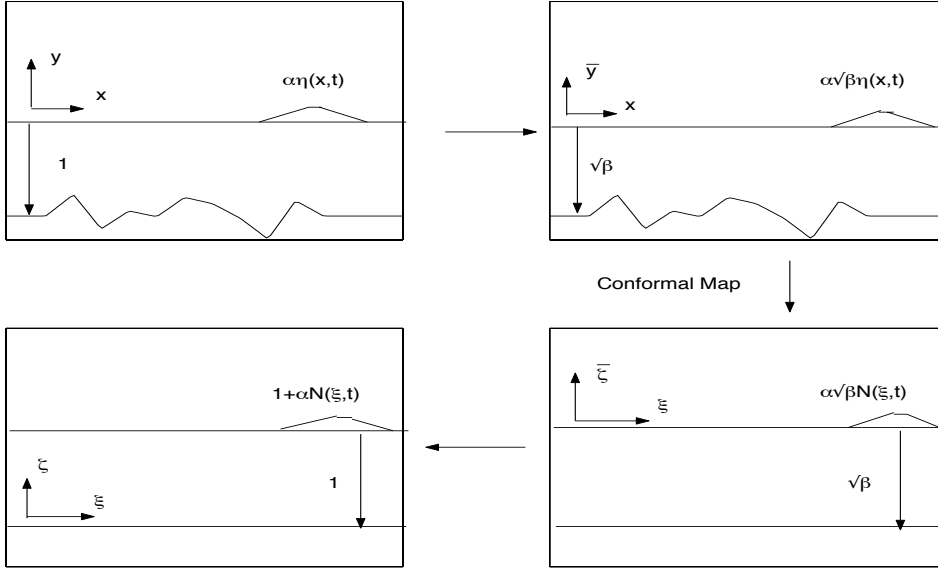 y
x
αη(x,t)
1
y̅
x
α√βη(x,t)
√β
Conformal Map
1+αN(ξ,t)
ζ
ξ
1
ζ̅
ξ
α√βN(ξ,t)
√β